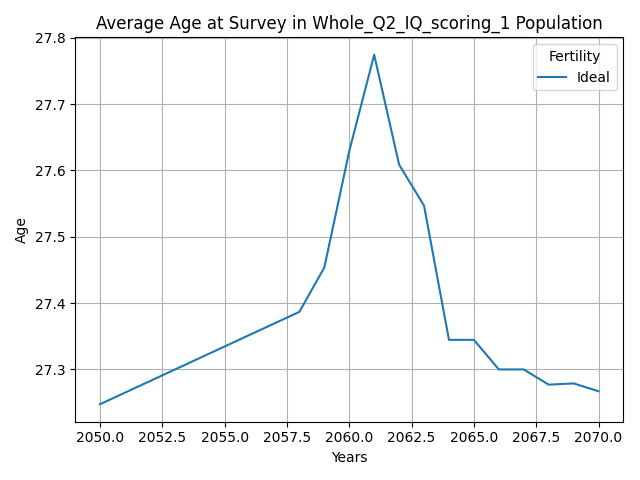 Average Age at Survey in Whole_Q2_IQ_scoring_1 Population
27.8
27.7
27.6
27.5
27.4
27.3
Age
Fertility
Ideal
2050.0 2052.5 2055.0 2057.5 2060.0 2062.5 2065.0 2067.5 2070.0
Years